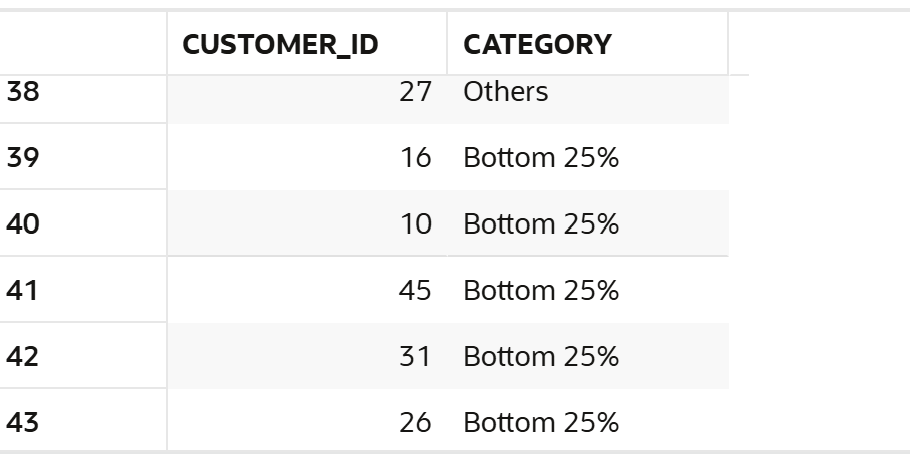 CUSTOMER_ID CATEGORY
38 27 Others
39 16 Bottom 25%
40 10 Bottom 25%
41 45 Bottom 25%
42 31 Bottom 25%
43 26 Bottom 25%